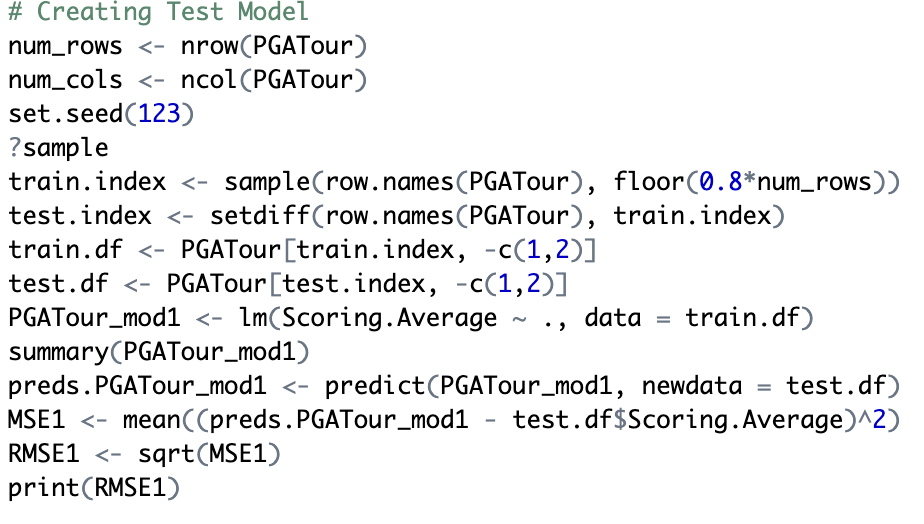 # Creating Test Model
num_rows <- nrow(PGATour)
num_cols <- ncol(PGATour)
set.seed(123)
?sample
train.index <- sample(row.names(PGATour), floor(0.8*num_rows))
test.index <- setdiff(row.names(PGATour), train.index)
train.df <- PGATour[train.index, -c(1,2)]
test.df <- PGATour[test.index, -c(1,2)]
PGATour_mod1 <- lm(Scoring.Average ~ ., data = train.df)
summary(PGATour_mod1)
preds.PGATour_mod1 <- predict(PGATour_mod1, newdata = test.df)
MSE1 <- mean((preds.PGATour_mod1 - test.df$Scoring.Average)^2)
RMSE1 <- sqrt(MSE1)
print(RMSE1)